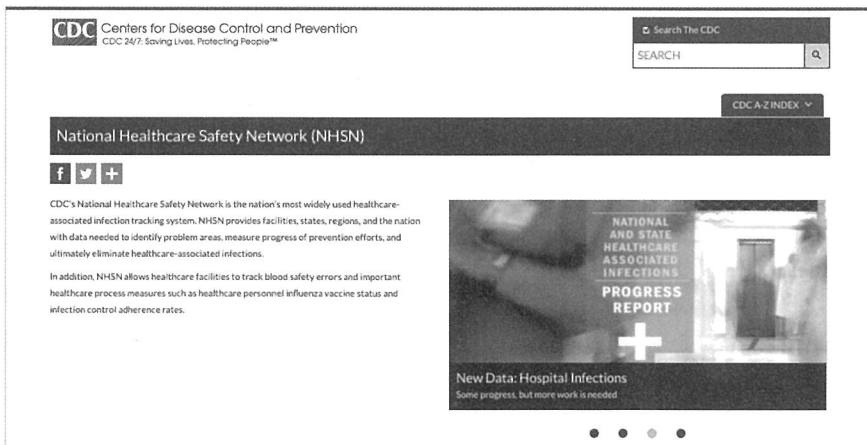 CDC Centers for Disease Control and Prevention
CDC 24/7: Saving Lives, Protecting People™
Search The CDC
SEARCH
CDC A-Z INDEX
National Healthcare Safety Network (NHSN)
CDC's National Healthcare Safety Network is the nation's most widely used healthcare-
associated infection tracking system. NHSN provides facilities, states, regions, and the nation
with data needed to identify problem areas, measure progress of prevention efforts, and
ultimately eliminate healthcare-associated infections.
In addition, NHSN allows healthcare facilities to track blood safety errors and important
healthcare process measures such as healthcare personnel influenza vaccine status and
infection control adherence rates.
NATIONAL
AND STATE
HEALTHCARE
ASSOCIATED
INFECTIONS
PROGRESS
REPORT
New Data: Hospital Infections
Some progress, but more work is needed